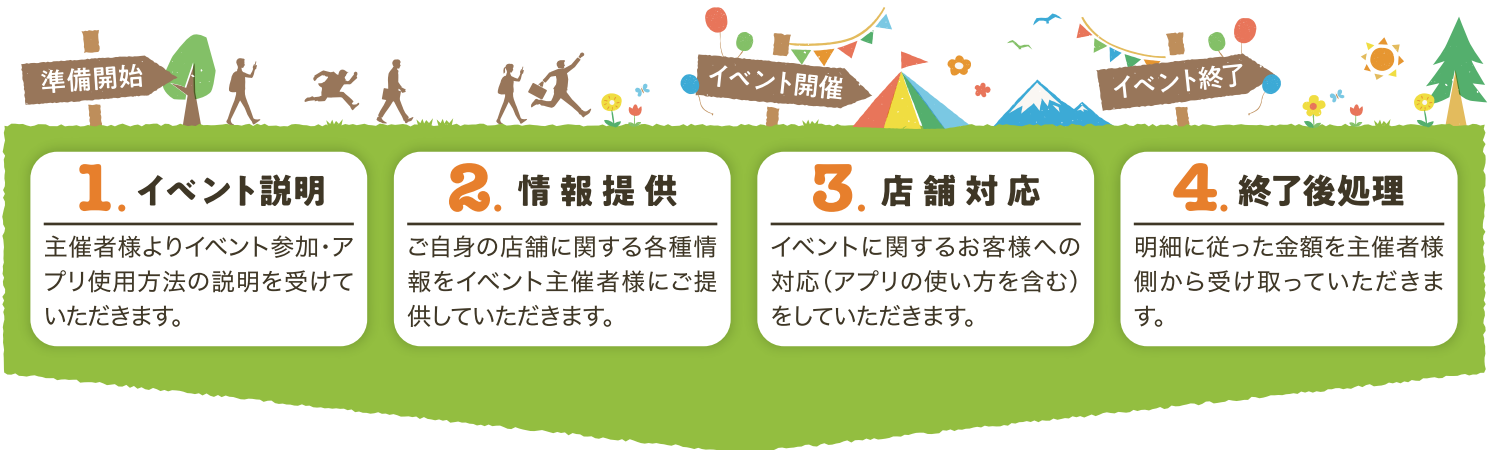 準備開始
イベント開催
イベント終了
1. イベント説明
主催者様よりイベント参加・ア
プリ使用方法の説明を受けて
いただきます。
2. 情報提供
ご自身の店舗に関する各種情
報をイベント主催者様にご提
供していただきます。
3. 店舗対応
イベントに関するお客様への
対応（アプリの使い方を含む）
をしていただきます。
4. 終了後処理
明細に従った金額を主催者様
側から受け取っていただきま
す。